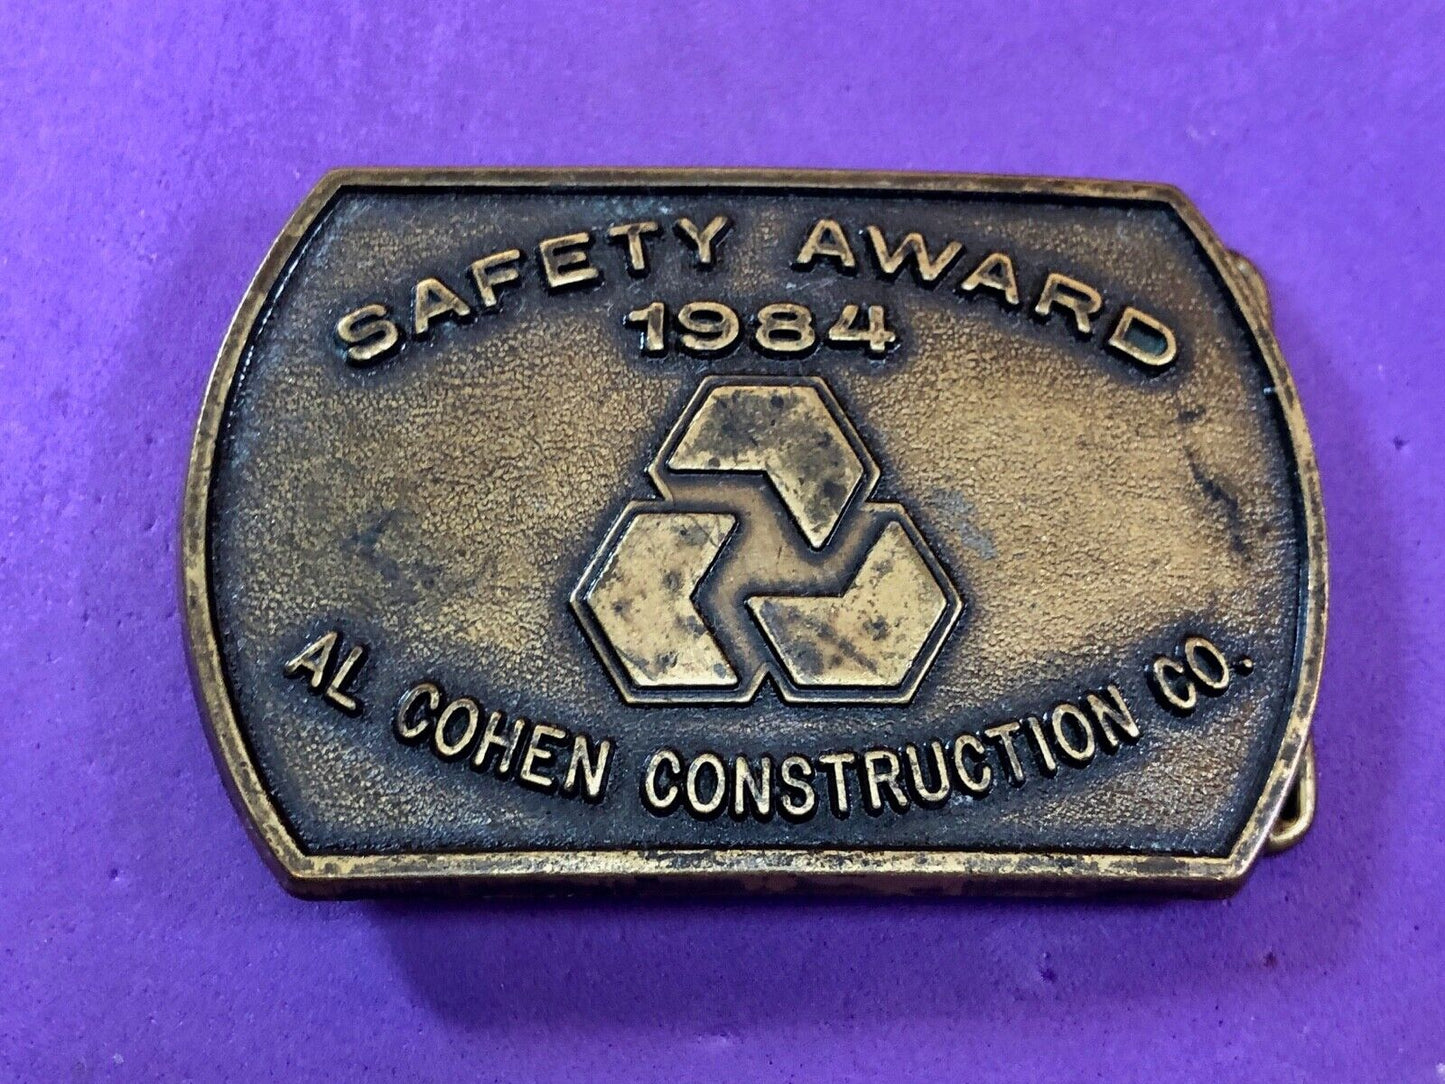 SAFETY AWARD
1984
AL COHEN CONSTRUCTION CO.